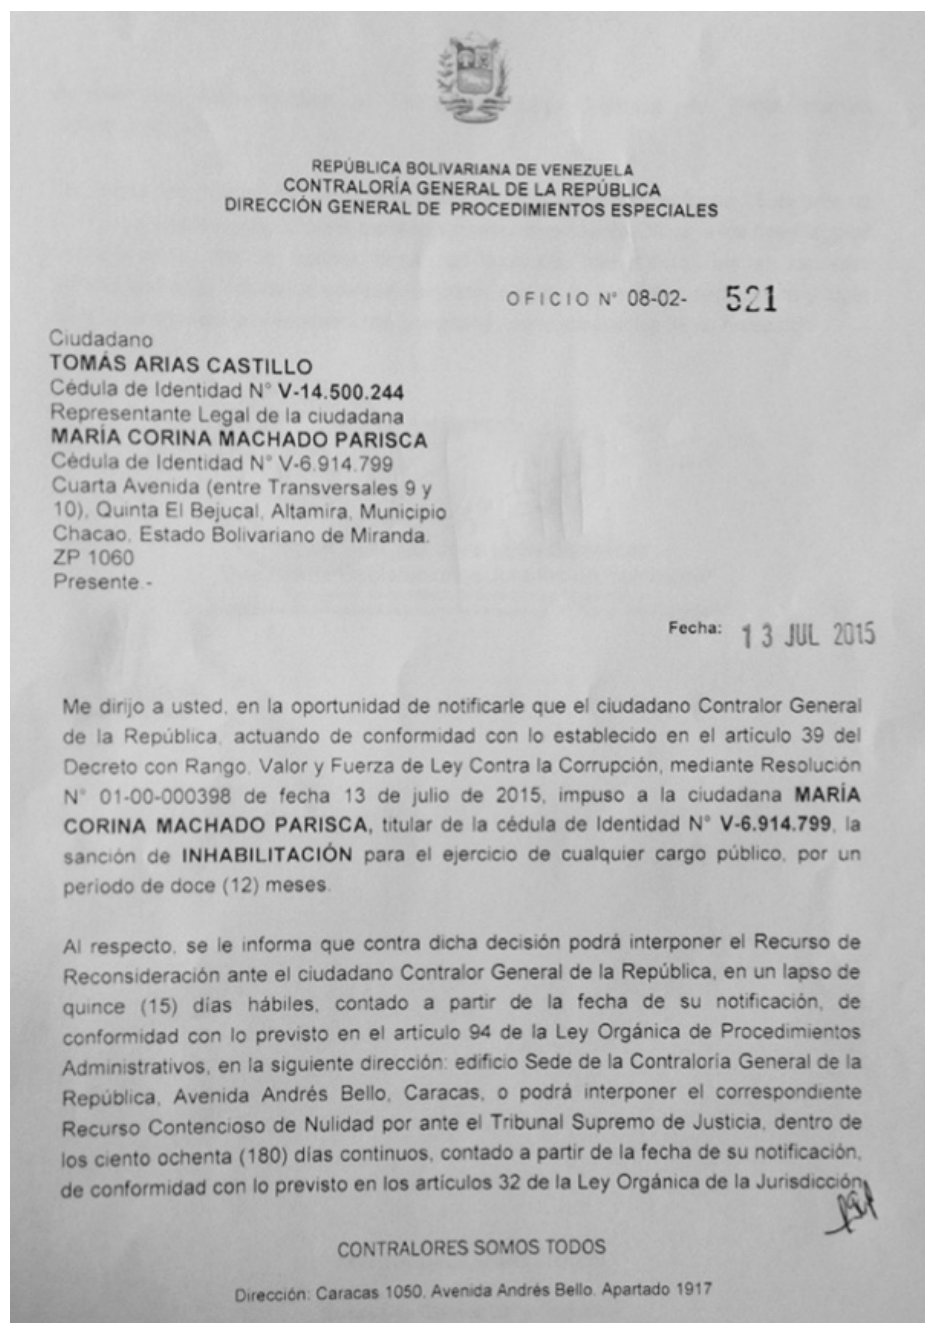 REPÚBLICA BOLIVARIANA DE VENEZUELA
CONTRALORÍA GENERAL DE LA REPÚBLICA
DIRECCIÓN GENERAL DE PROCEDIMIENTOS ESPECIALES
OFICIO N° 08-02- 521
Ciudadano
TOMÁS ARIAS CASTILLO
Cédula de Identidad N° V-14.500.244
Representante Legal de la ciudadana
MARÍA CORINA MACHADO PARISCA
Cédula de Identidad N° V-6.914.799
Cuarta Avenida (entre Transversales 9 y
10), Quinta El Bejucal, Altamira, Municipio
Chacao, Estado Bolivariano de Miranda.
ZP 1060
Presente.-
Fecha: 13 JUL 2015
Me dirijo a usted, en la oportunidad de notificarle que el ciudadano Contralor General
de la República, actuando de conformidad con lo establecido en el artículo 39 del
Decreto con Rango, Valor y Fuerza de Ley Contra la Corrupción, mediante Resolución
N° 01-00-000398 de fecha 13 de julio de 2015, impuso a la ciudadana MARÍA
CORINA MACHADO PARISCA, titular de la cédula de Identidad N° V-6.914.799, la
sanción de INHABILITACIÓN para el ejercicio de cualquier cargo público, por un
período de doce (12) meses.
Al respecto, se le informa que contra dicha decisión podrá interponer el Recurso de
Reconsideración ante el ciudadano Contralor General de la República, en un lapso de
quince (15) días hábiles, contado a partir de la fecha de su notificación, de
conformidad con lo previsto en el artículo 94 de la Ley Orgánica de Procedimientos
Administrativos, en la siguiente dirección: edificio Sede de la Contraloría General de la
República, Avenida Andrés Bello, Caracas, o podrá interponer el correspondiente
Recurso Contencioso de Nulidad por ante el Tribunal Supremo de Justicia, dentro de
los ciento ochenta (180) días continuos, contado a partir de la fecha de su notificación,
de conformidad con lo previsto en los artículos 32 de la Ley Orgánica de la Jurisdicción
CONTRALORES SOMOS TODOS
Dirección: Caracas 1050, Avenida Andrés Bello. Apartado 1917